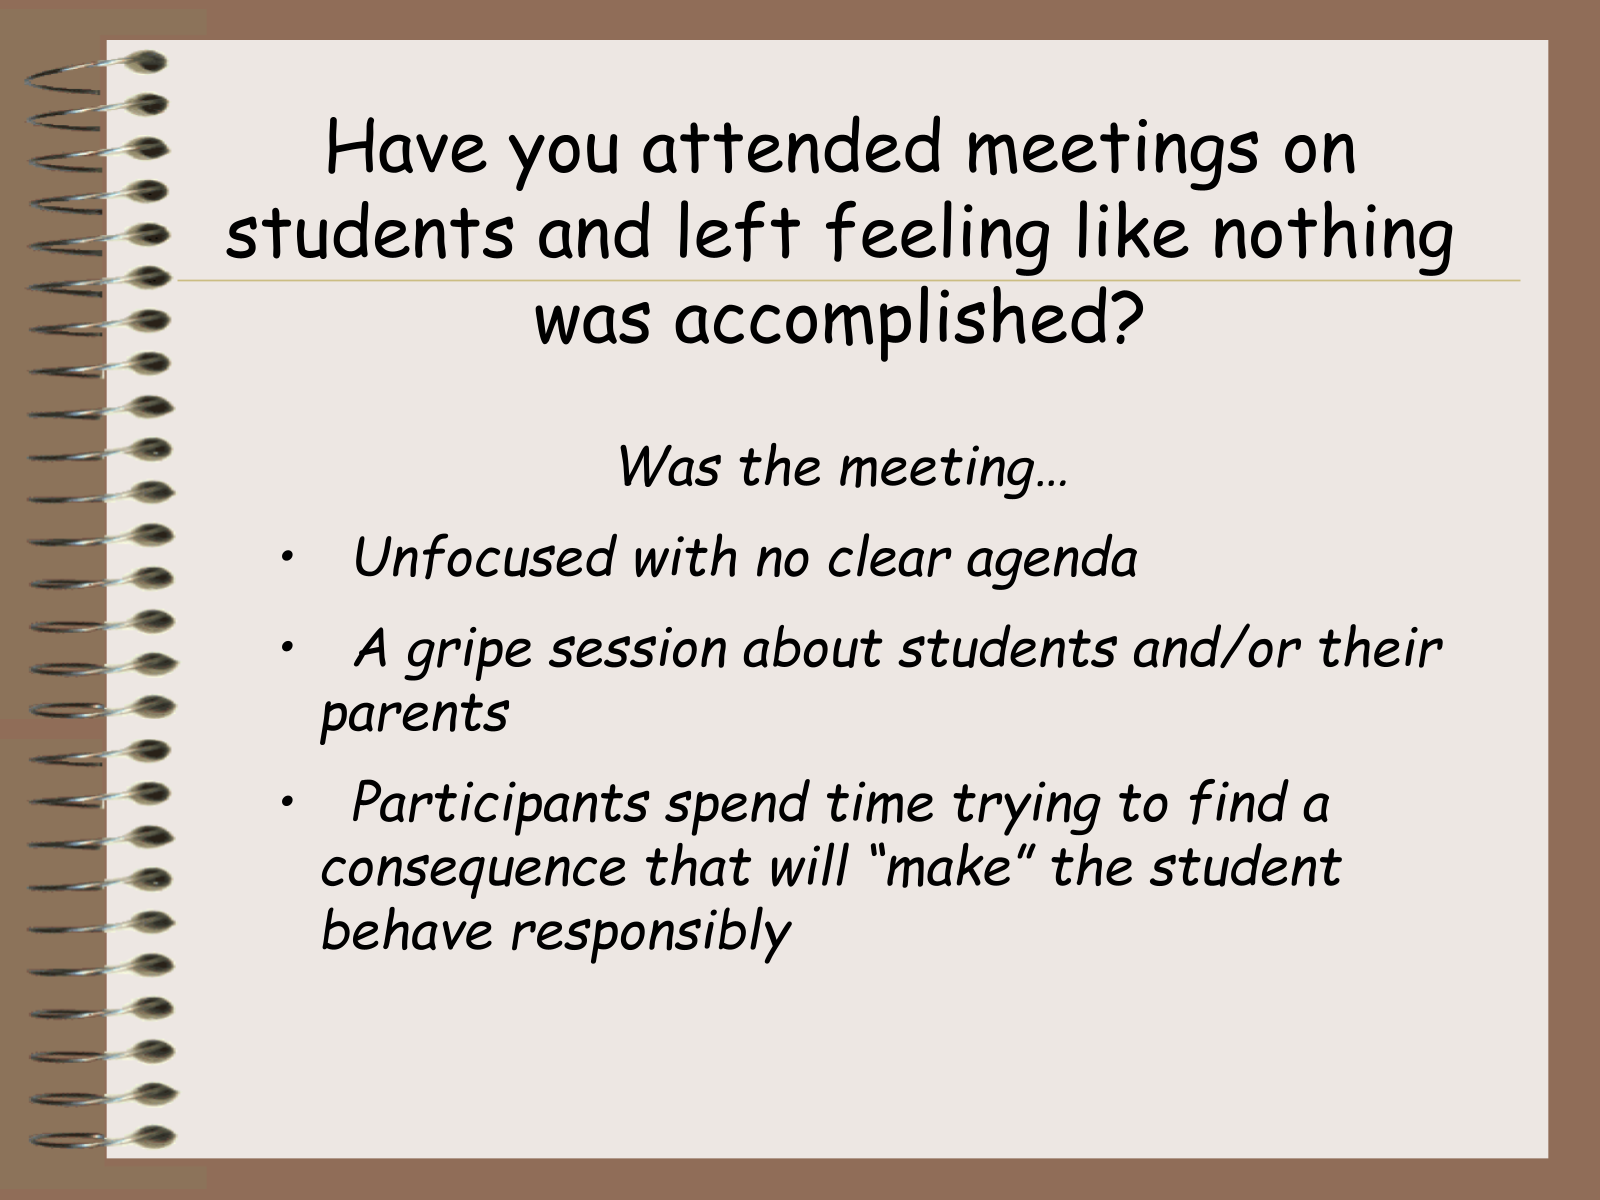 Have you attended meetings on
students and left feeling like nothing
was accomplished?
Was the meeting…
• Unfocused with no clear agenda
• A gripe session about students and/or their
parents
• Participants spend time trying to find a
consequence that will “make” the student
behave responsibly